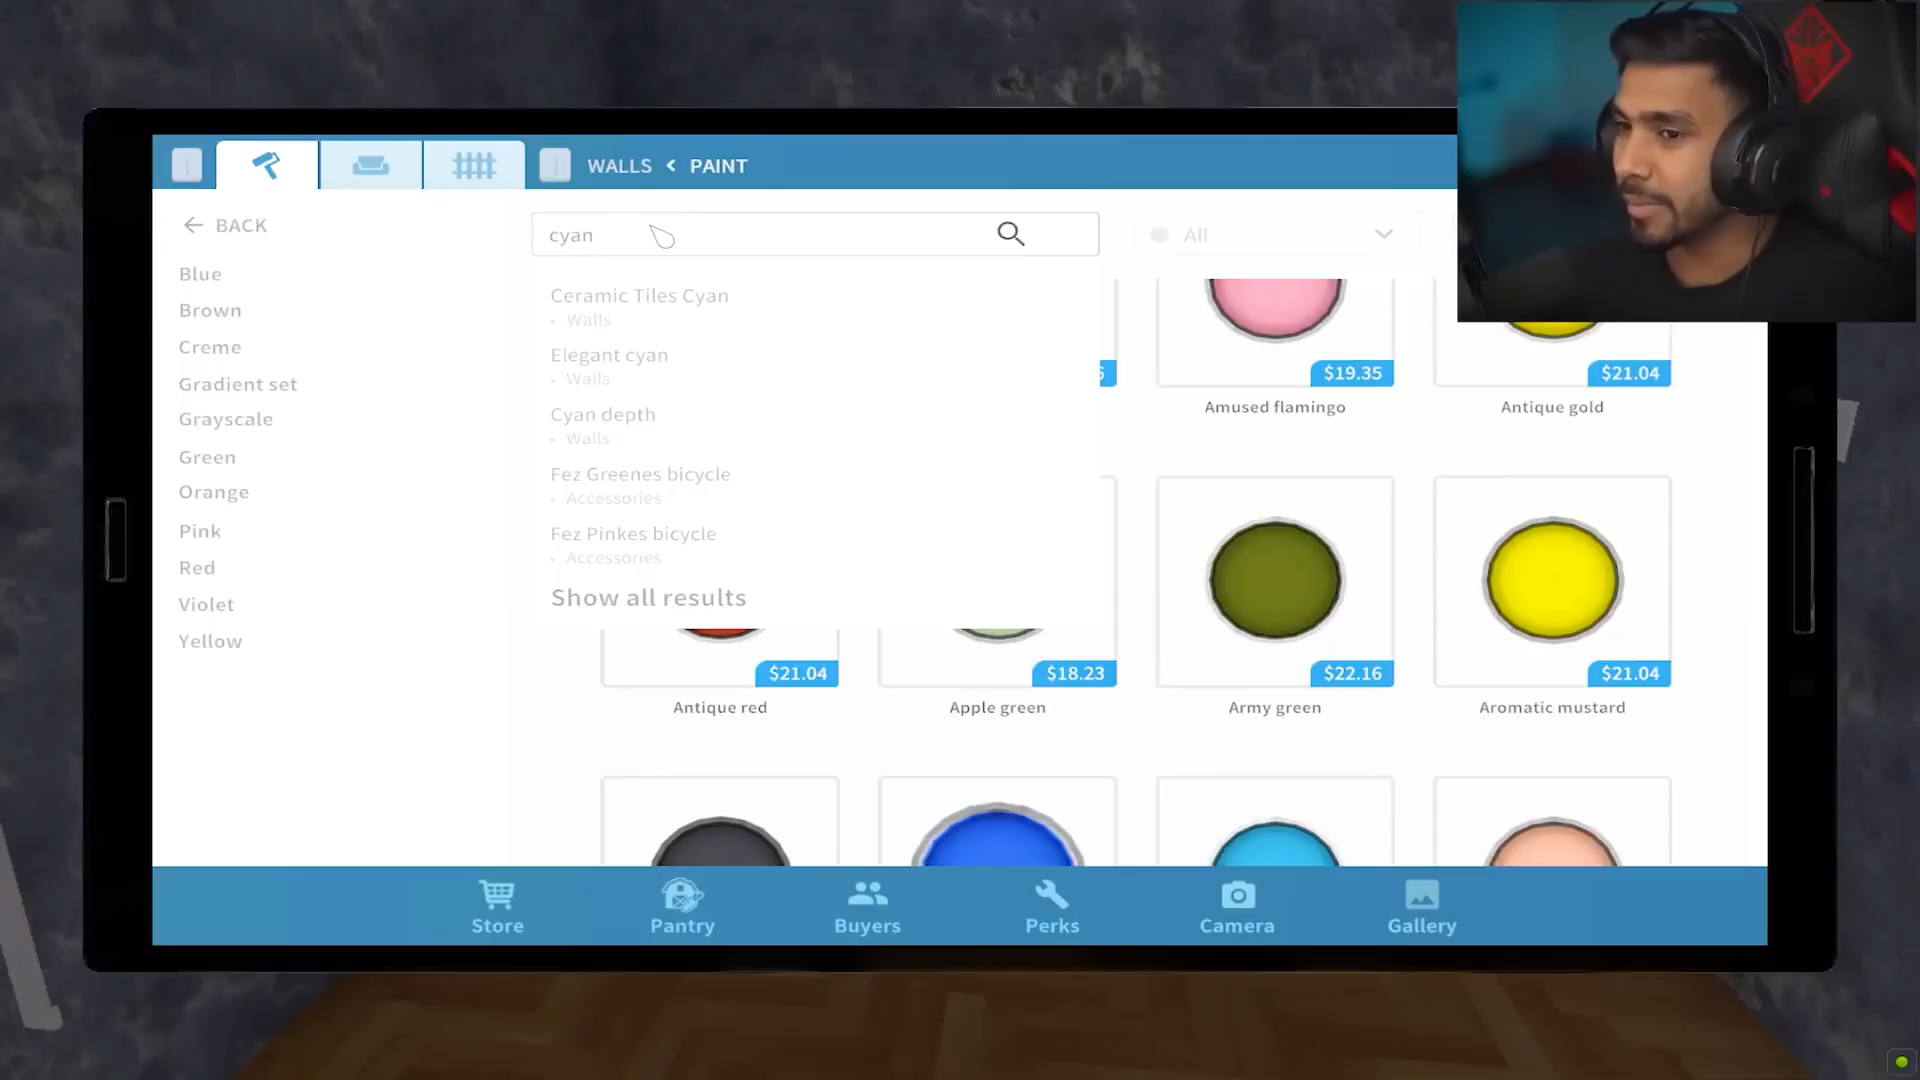 WALLS < PAINT
BACK
Blue
Brown
Creme
Gradient set
Grayscale
Green
Orange
Pink
Red
Violet
Yellow
cyan
All
Ceramic Tiles Cyan
• Walls
Elegant cyan
• Walls
Cyan depth
• Walls
Fez Greenes bicycle
• Accessories
Fez Pinkes bicycle
• Accessories
Show all results
$19.35
$21.04
Amused flamingo
Antique gold
$21.04
$18.23
$22.16
$21.04
Antique red
Apple green
Army green
Aromatic mustard
Store
Pantry
Buyers
Perks
Camera
Gallery